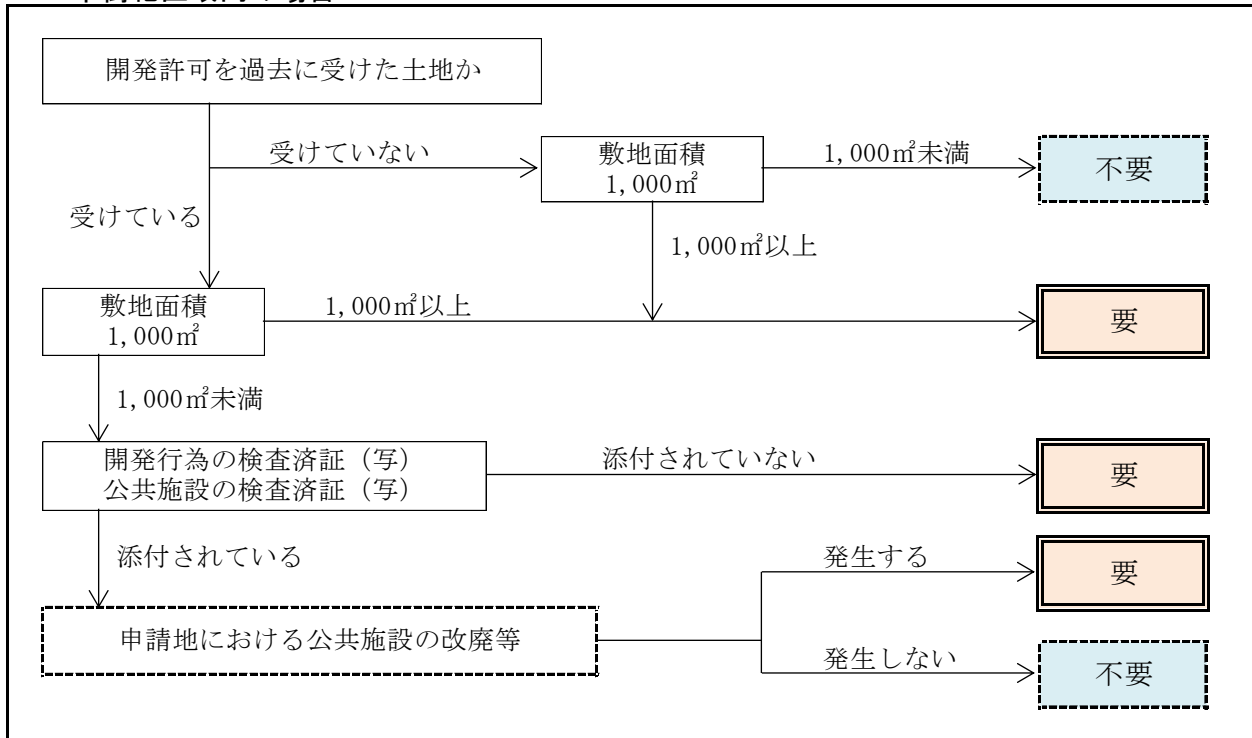 開発許可を過去に受けた土地か
受けていない
敷地面積
1,000㎡
1,000㎡未満
不要
受けている
1,000㎡以上
敷地面積
1,000㎡
1,000㎡以上
要
1,000㎡未満
開発行為の検査済証（写）
公共施設の検査済証（写）
添付されていない
要
添付されている
発生する
要
申請地における公共施設の改廃等
発生しない
不要